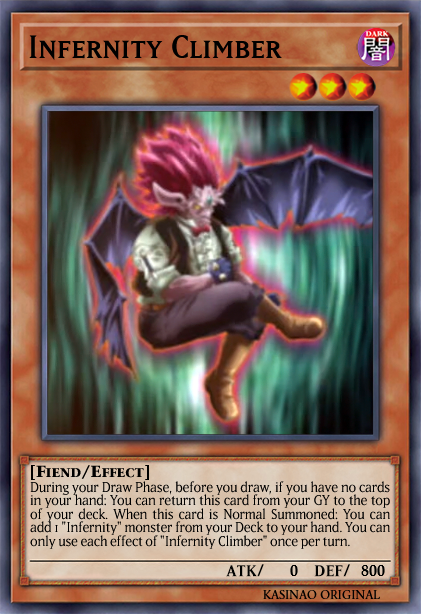 INFERNITY CLIMBER
DARK
闇
[FIEND/EFFECT]
During your Draw Phase, before you draw, if you have no cards
in your hand: You can return this card from your GY to the top
of your deck. When this card is Normal Summoned: You can
add 1 "Infernity" monster from your Deck to your hand. You can
only use each effect of "Infernity Climber" once per turn.
ATK/ 0 DEF/ 800
KASINAO ORIGINAL